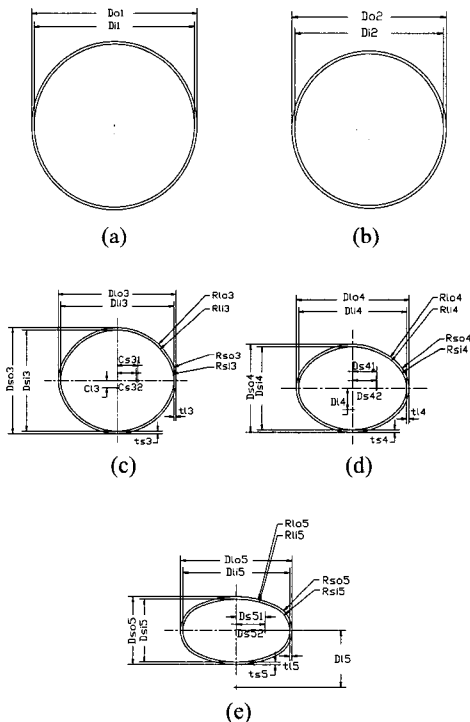 Do1
Di1
Do2
Di2
(a)
(b)
Dlo3
Dli3
Rlo3
Rli3
Rso3
Rsi3
Dso3
Dsi3
Cs31
Cs32
Cl3
tl3
ts3
Dlo4
Dli4
Rlo4
Rli4
Rso4
Rsi4
Dso4
Dsi4
Ds41
Ds42
Dl4
tl4
ts4
(c)
(d)
Rlo5
Rli5
Dlo5
Dli5
Rso5
Rsi5
Dso5
Dsi5
Ds51
Ds52
tl5
ts5
Dl5
(e)